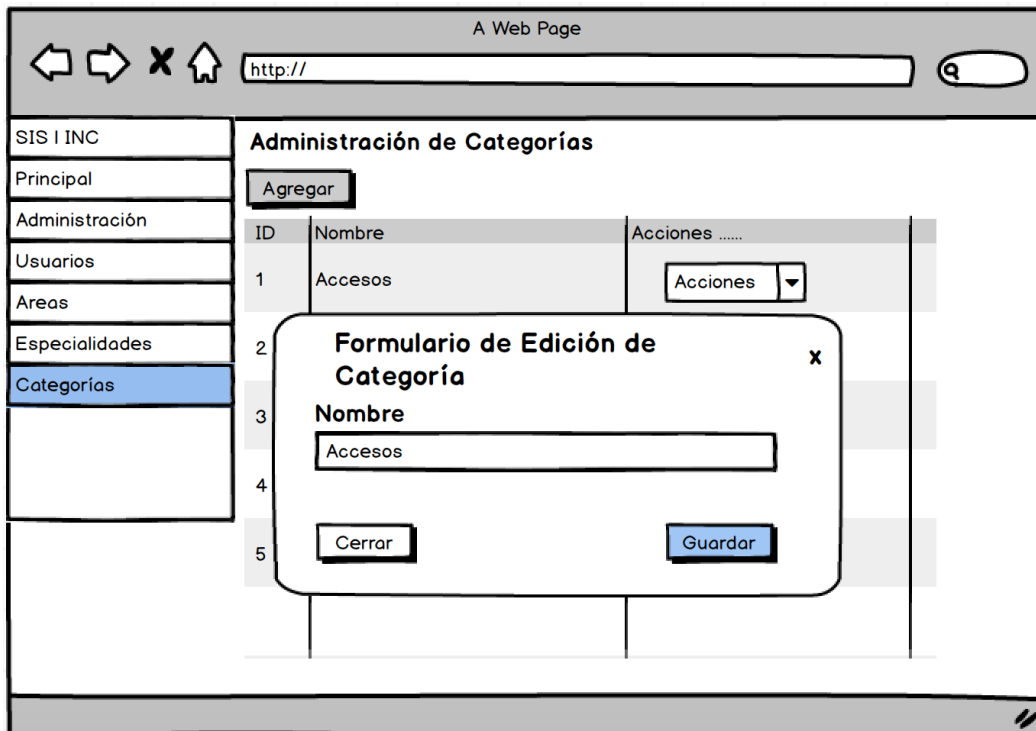 A Web Page
http://
SIS I INC
Principal
Administración
Usuarios
Areas
Especialidades
Categorías
Administración de Categorías
Agregar
ID Nombre Acciones ......
1 Accesos Acciones
2
3
4
5
Formulario de Edición de
Categoría
x
Nombre
Accesos
Cerrar Guardar